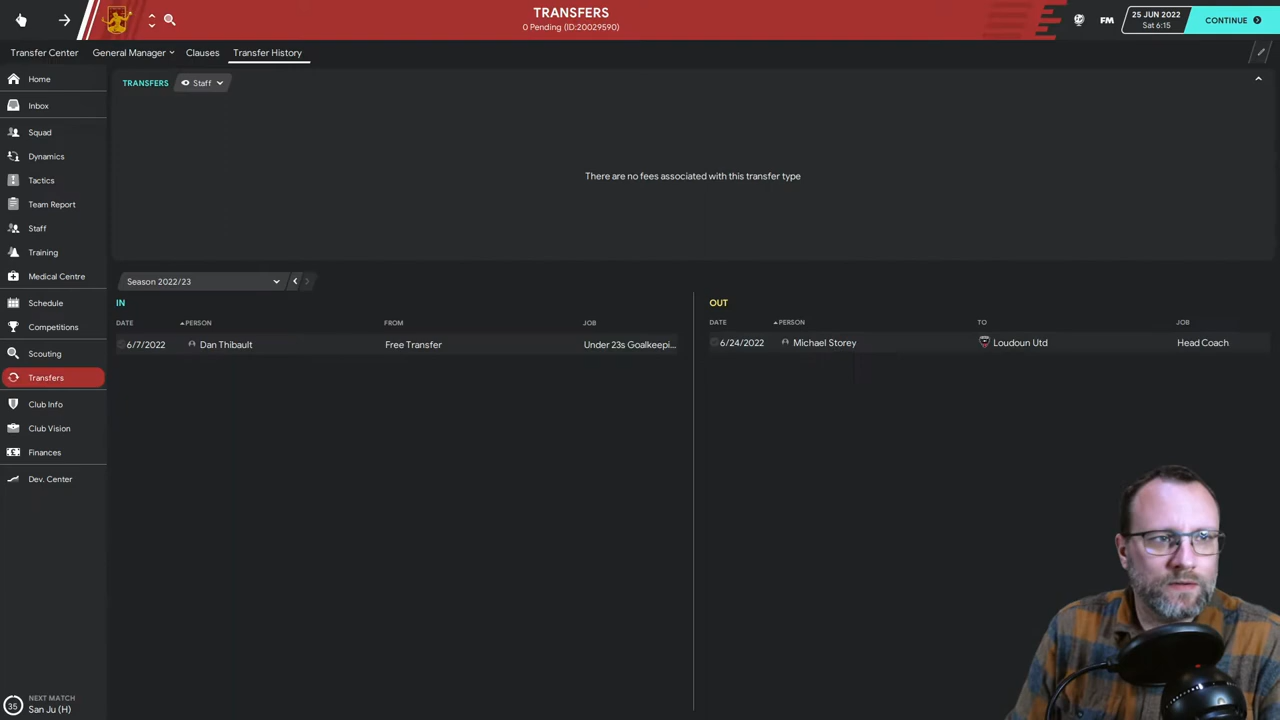 TRANSFERS
0 Pending (ID:20029590)
FM
25 JUN 2022
Sat 6:15
CONTINUE
Transfer Center
General Manager
Clauses
Transfer History
Home
Inbox
Squad
Dynamics
Tactics
Team Report
Staff
Training
Medical Centre
Schedule
Competitions
Scouting
Transfers
Club Info
Club Vision
Finances
Dev. Center
35
NEXT MATCH
San Ju (H)
TRANSFERS
Staff
There are no fees associated with this transfer type
Season 2022/23
IN
DATE PERSON FROM JOB
6/7/2022 Dan Thibault Free Transfer Under 23s Goalkeepi...
OUT
DATE PERSON TO JOB
6/24/2022 Michael Storey Loudoun Utd Head Coach